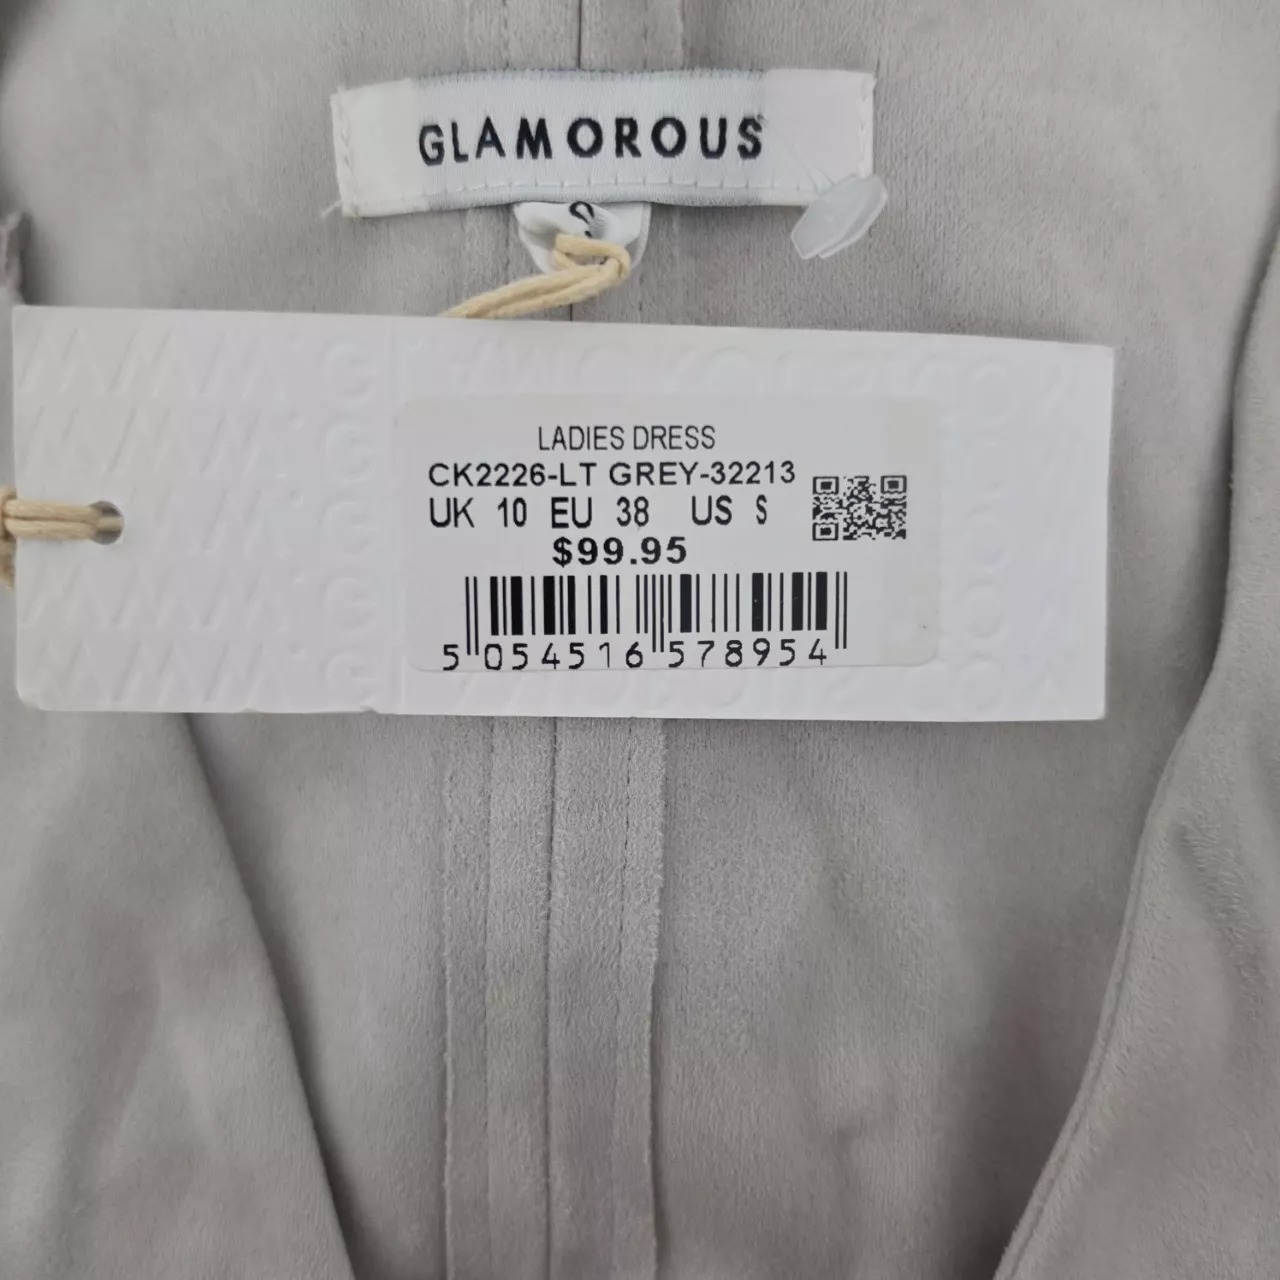 GLAMOROUS
S
LADIES DRESS
CK2226-LT GREY-32213
UK 10 EU 38 US S
$99.95
5 054516 578954